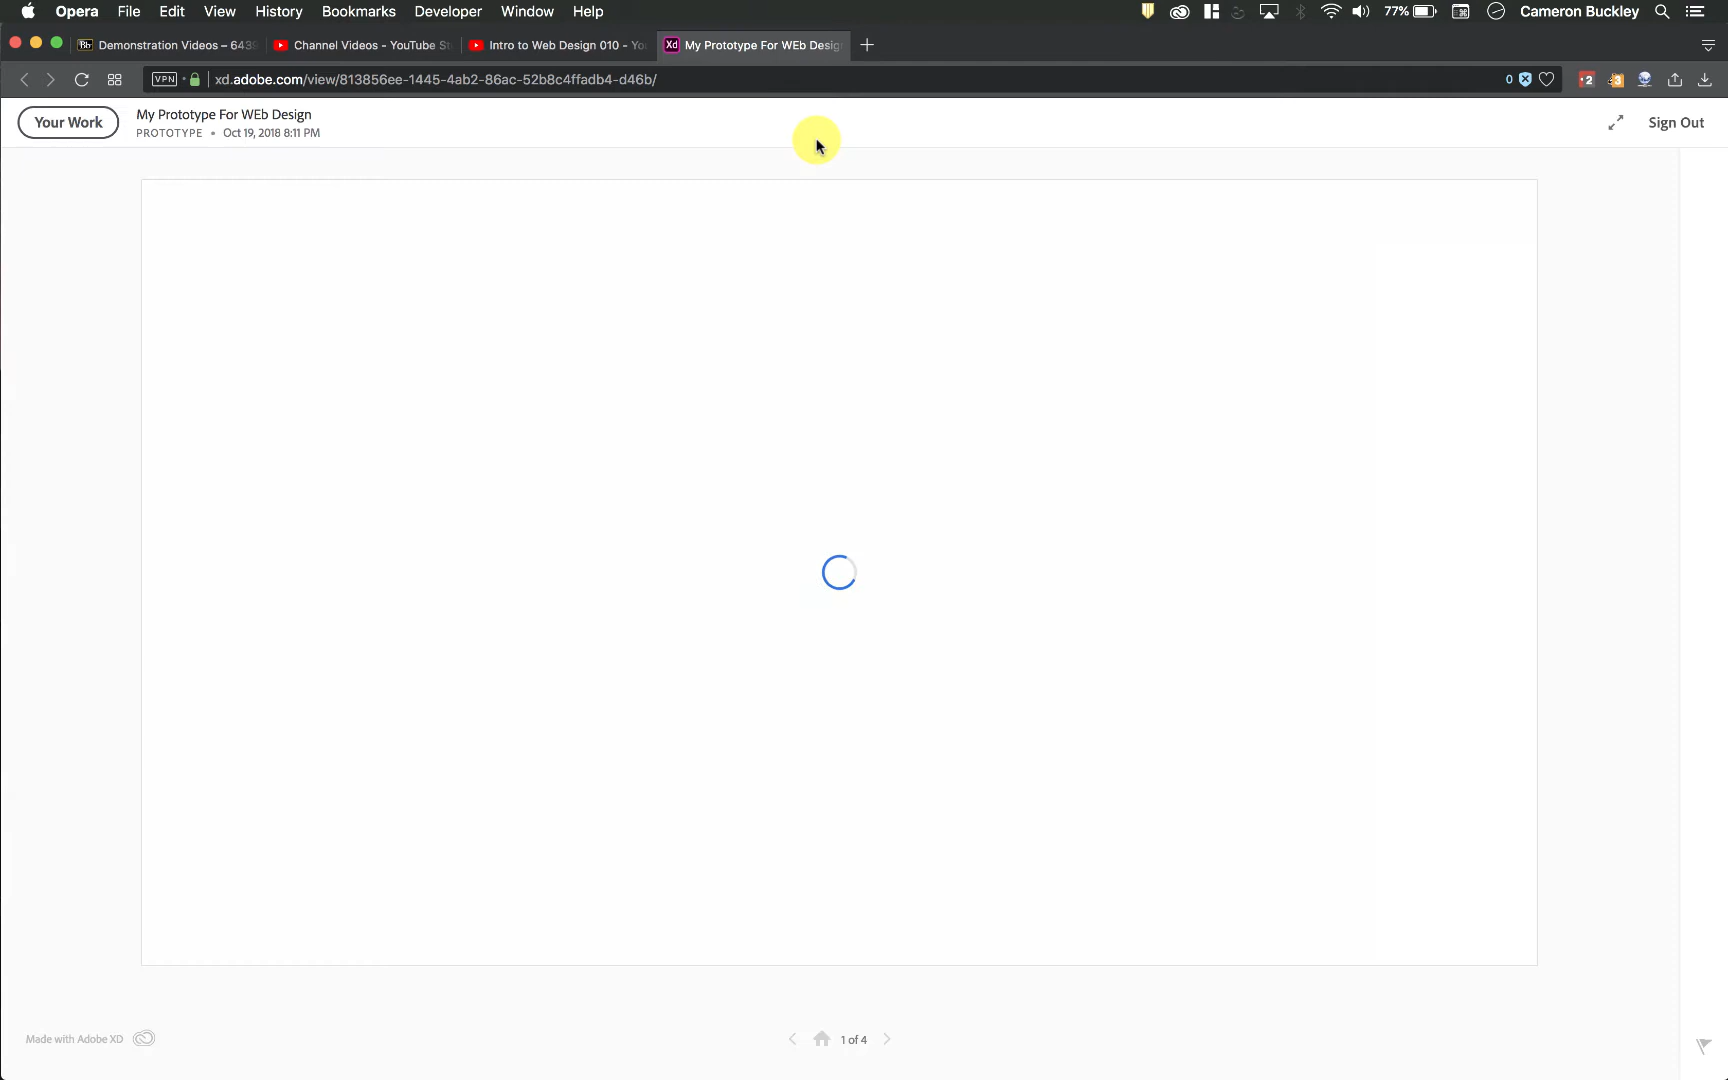 Opera File Edit View History Bookmarks Developer Window Help 77% Cameron Buckley
Demonstration Videos – 643 Channel Videos - YouTube St Intro to Web Design 010 - Yo Xd My Prototype For WEb Desig
VPN xd.adobe.com/view/813856ee-1445-4ab2-86ac-52b8c4ffadb4-d46b/ 0 2 3
Your Work My Prototype For WEb Design Sign Out
PROTOTYPE • Oct 19, 2018 8:11 PM
Made with Adobe XD 1 of 4